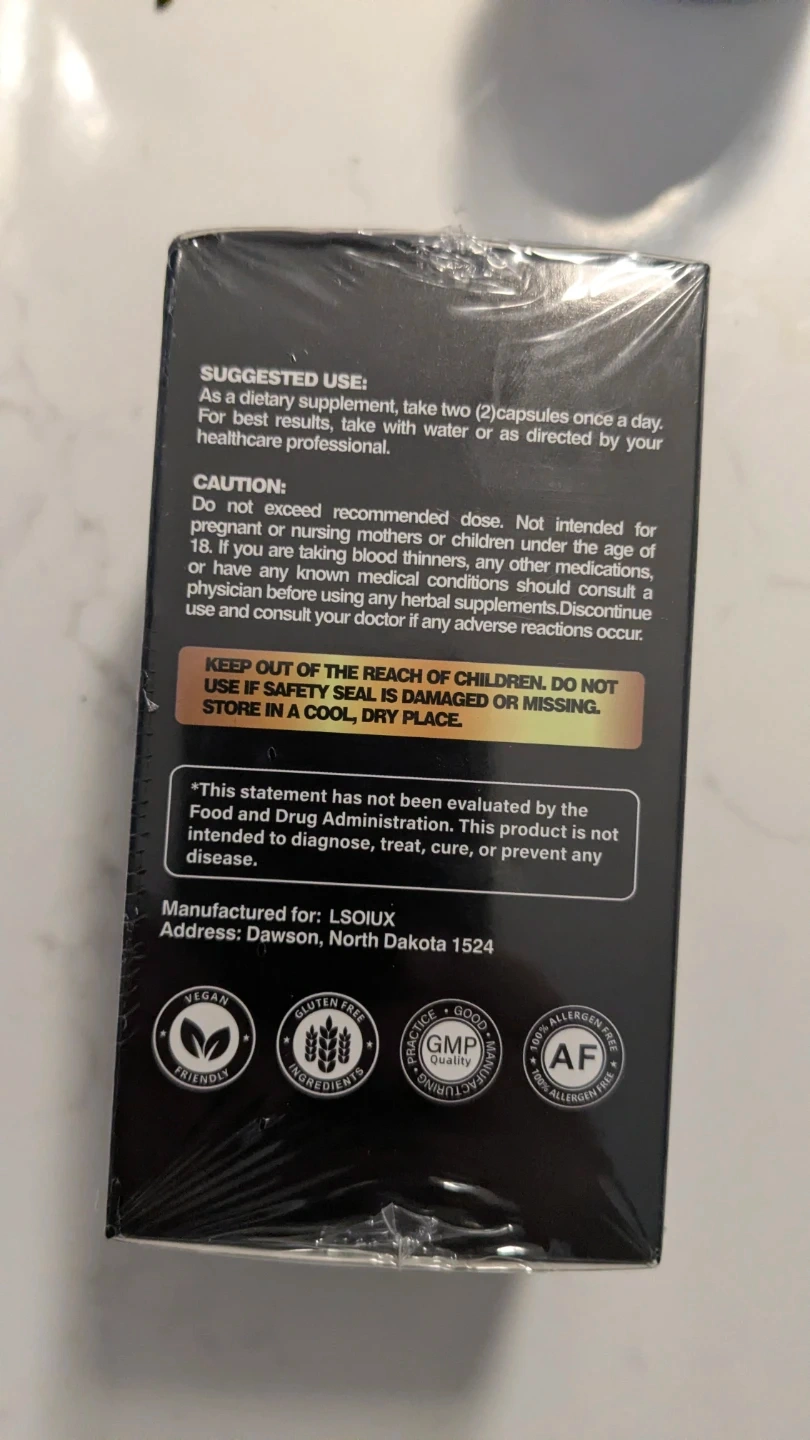 SUGGESTED USE:
As a dietary supplement, take two (2)capsules once a day.
For best results, take with water or as directed by your
healthcare professional.
CAUTION:
Do not exceed recommended dose. Not intended for
pregnant or nursing mothers or children under the age of
18. If you are taking blood thinners, any other medications,
or have any known medical conditions should consult a
physician before using any herbal supplements.Discontinue
use and consult your doctor if any adverse reactions occur.
KEEP OUT OF THE REACH OF CHILDREN. DO NOT
USE IF SAFETY SEAL IS DAMAGED OR MISSING.
STORE IN A COOL, DRY PLACE.
*This statement has not been evaluated by the
Food and Drug Administration. This product is not
intended to diagnose, treat, cure, or prevent any
disease.
Manufactured for: LSOIUX
Address: Dawson, North Dakota 1524
VEGAN
FRIENDLY
GLUTEN FREE
INGREDIENTS
GOOD • MANUFACTURING • PRACTICE •
GMP
Quality
100% ALLERGEN FREE
AF
100% ALLERGEN FREE